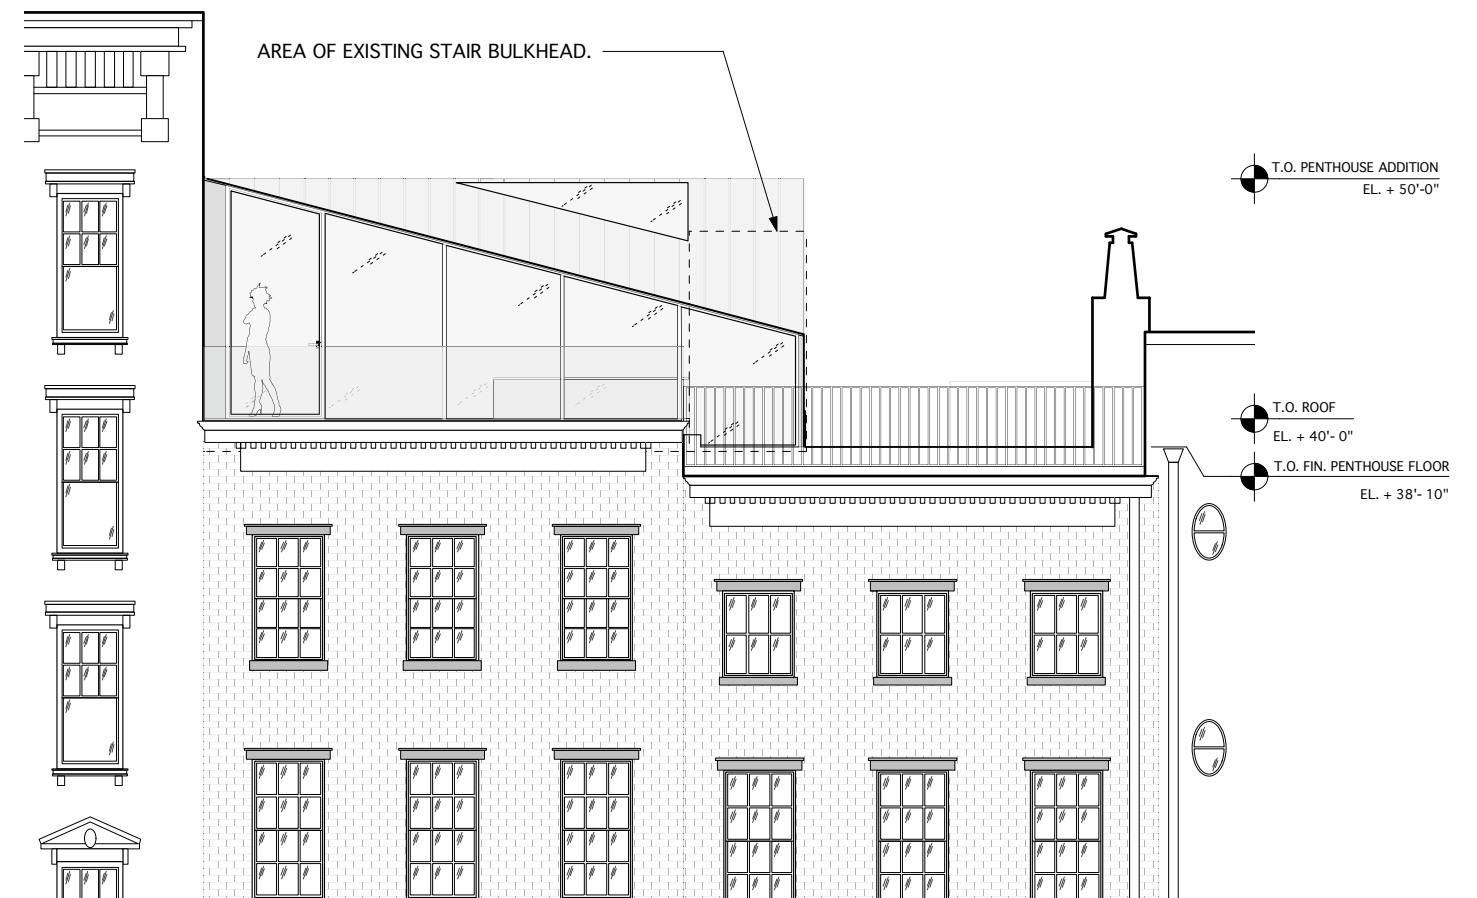 AREA OF EXISTING STAIR BULKHEAD.
T.O. PENTHOUSE ADDITION
EL. + 50'-0"
T.O. ROOF
EL. + 40'- 0"
T.O. FIN. PENTHOUSE FLOOR
EL. + 38'- 10"